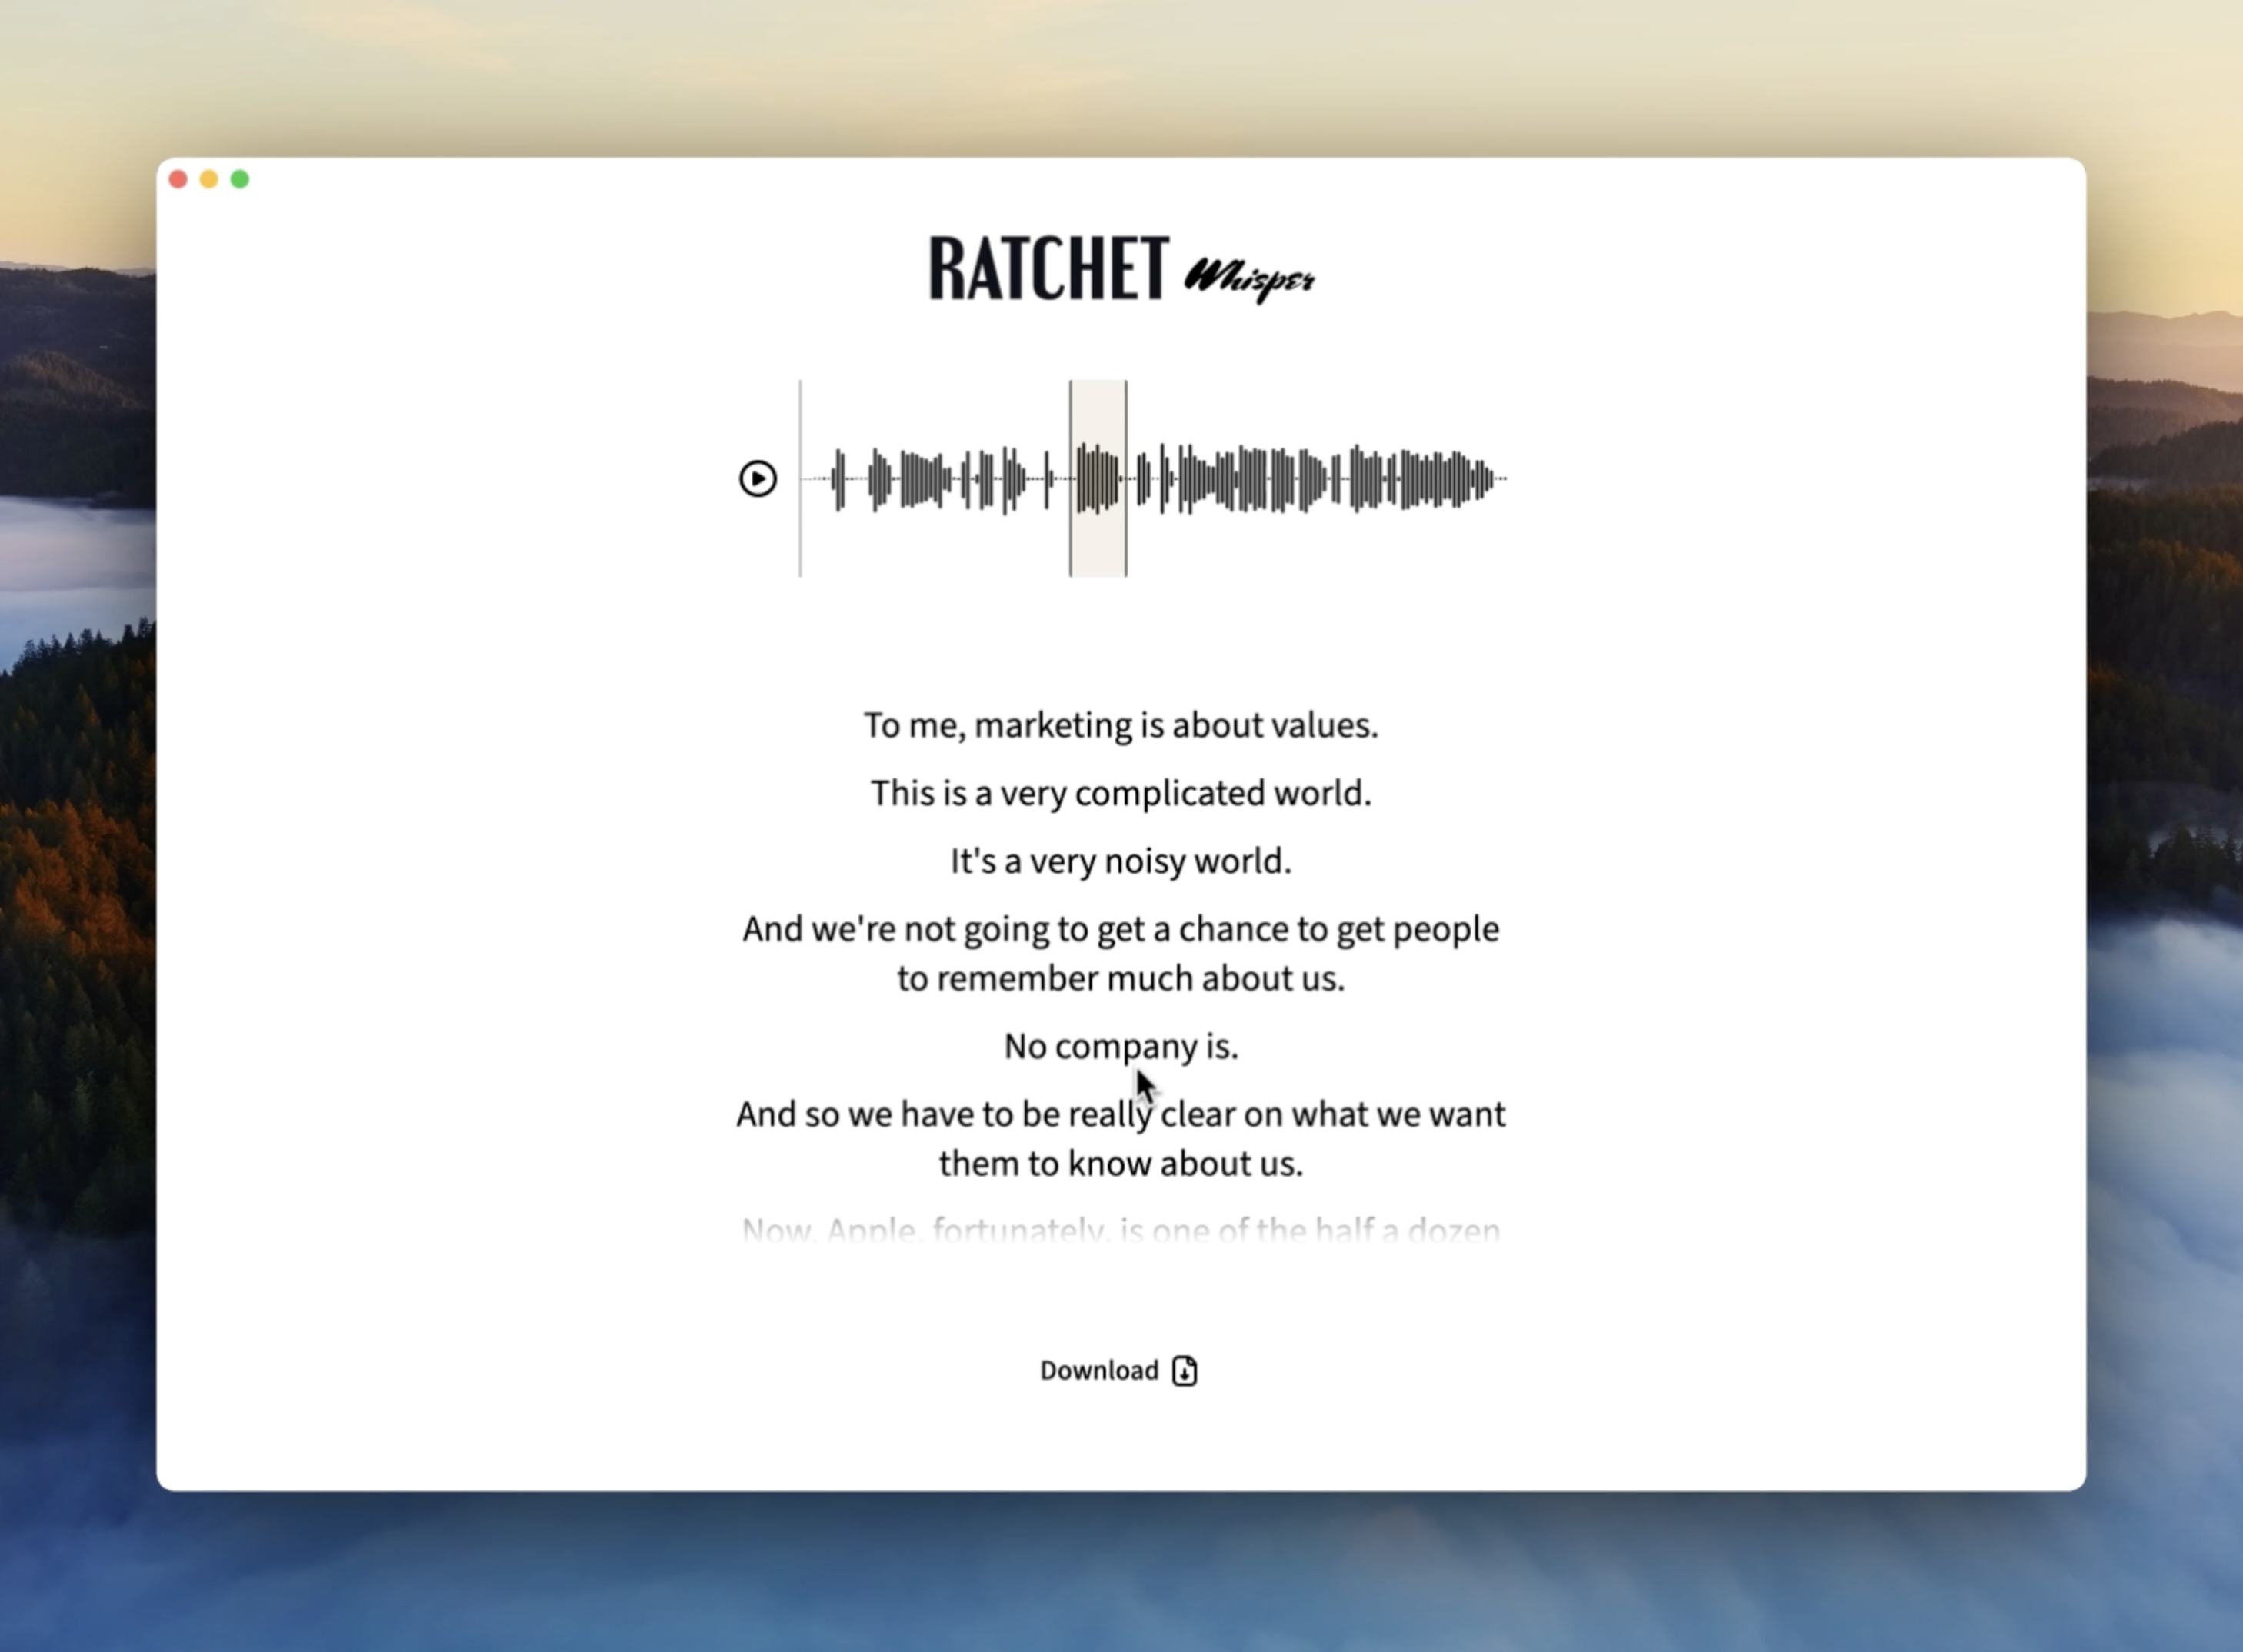 RATCHET Whisper
To me, marketing is about values.
This is a very complicated world.
It's a very noisy world.
And we're not going to get a chance to get people
to remember much about us.
No company is.
And so we have to be really clear on what we want
them to know about us.
Now, Apple, fortunately, is one of the half a dozen
Download